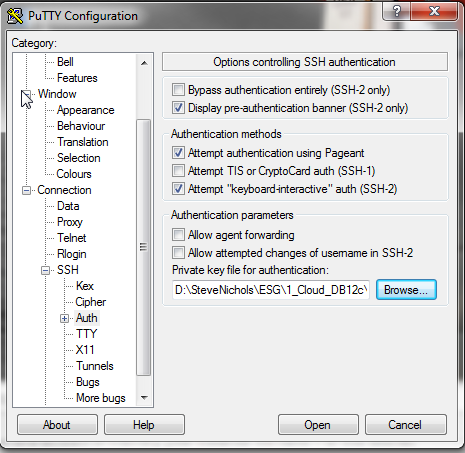 PuTTY Configuration
Category:
Bell
Features
Window
Appearance
Behaviour
Translation
Selection
Colours
Connection
Data
Proxy
Telnet
Rlogin
SSH
Kex
Cipher
Auth
TTY
X11
Tunnels
Bugs
More bugs
Options controlling SSH authentication
Bypass authentication entirely (SSH-2 only)
Display pre-authentication banner (SSH-2 only)
Authentication methods
Attempt authentication using Pageant
Attempt TIS or CryptoCard auth (SSH-1)
Attempt "keyboard-interactive" auth (SSH-2)
Authentication parameters
Allow agent forwarding
Allow attempted changes of username in SSH-2
Private key file for authentication:
D:\SteveNichols\ESG\1_Cloud_DB12c\
Browse...
About
Help
Open
Cancel